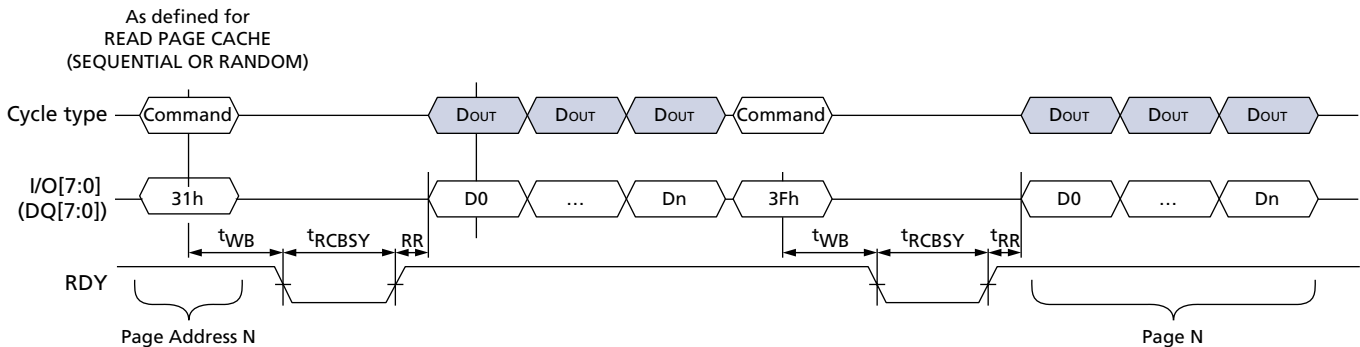 As defined for
READ PAGE CACHE
(SEQUENTIAL OR RANDOM)
Cycle type Command DOUT DOUT DOUT Command DOUT DOUT DOUT
I/O[7:0]
(DQ[7:0]) 31h D0 ... Dn 3Fh D0 ... Dn
tWB tRCBSY RR tWB tRCBSY tRR
RDY
Page Address N Page N